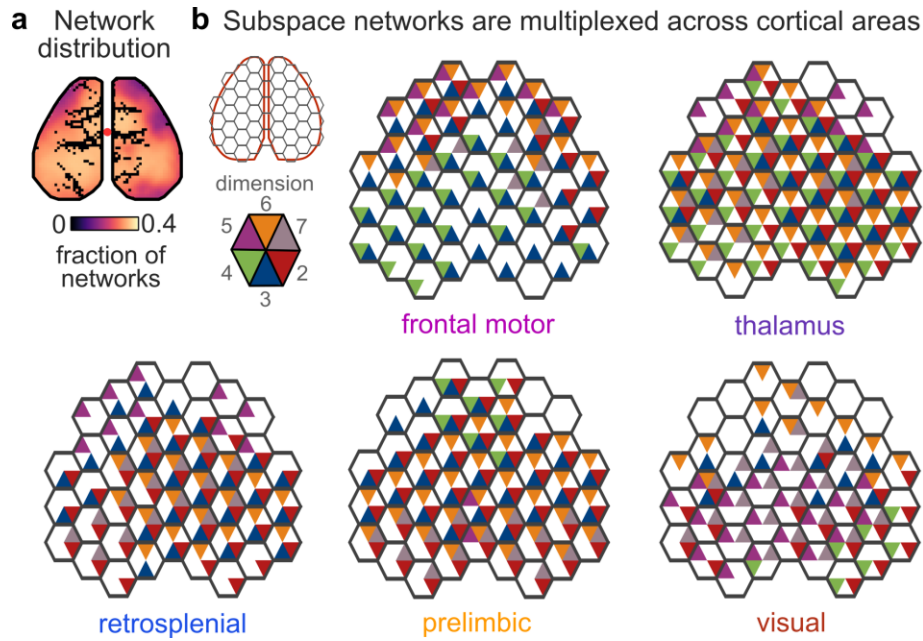 a Network distribution
b Subspace networks are multiplexed across cortical areas
0 0.4
fraction of networks
dimension
6
5 7
4 2
3
frontal motor
thalamus
retrosplenial
prelimbic
visual